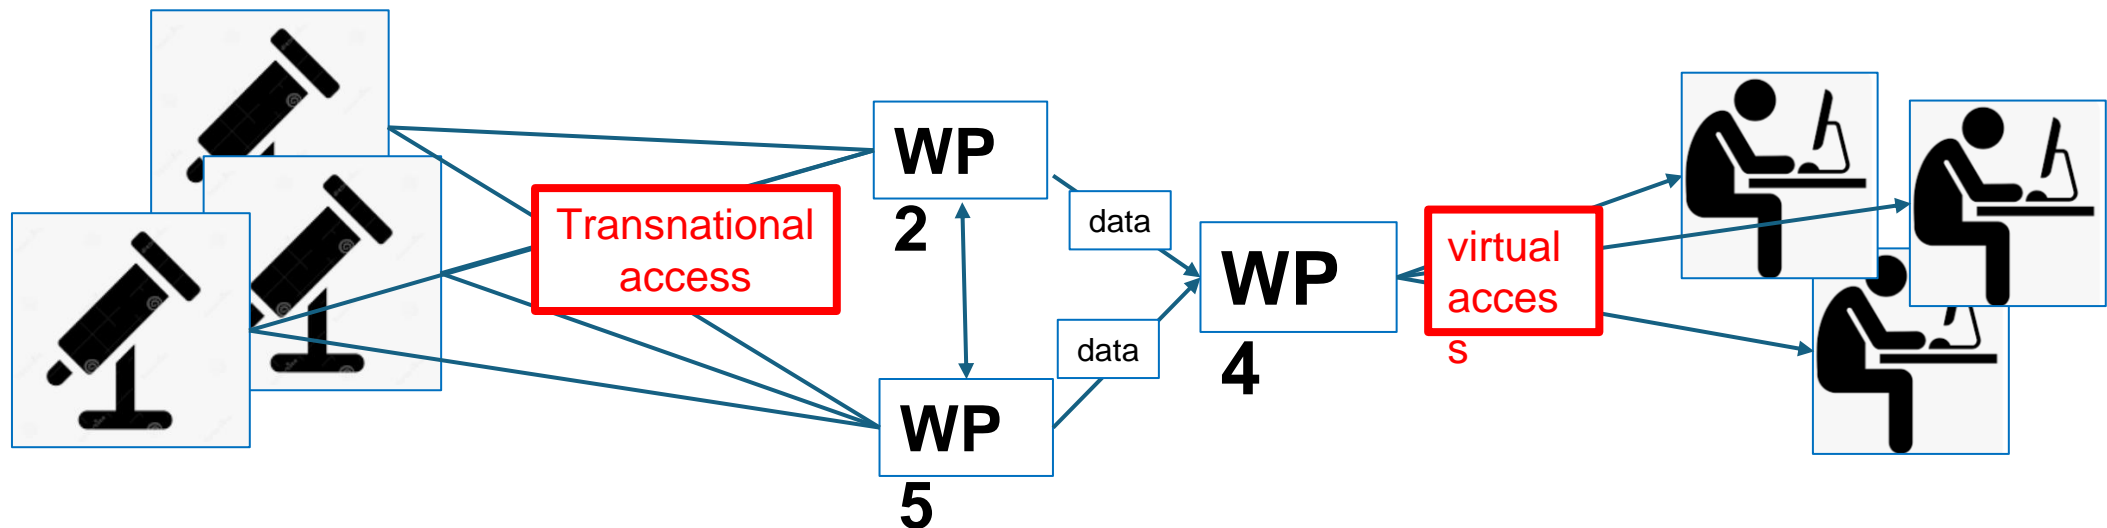 Transnational
access
WP
2
WP
5
data
data
WP
4
virtual
acces
s